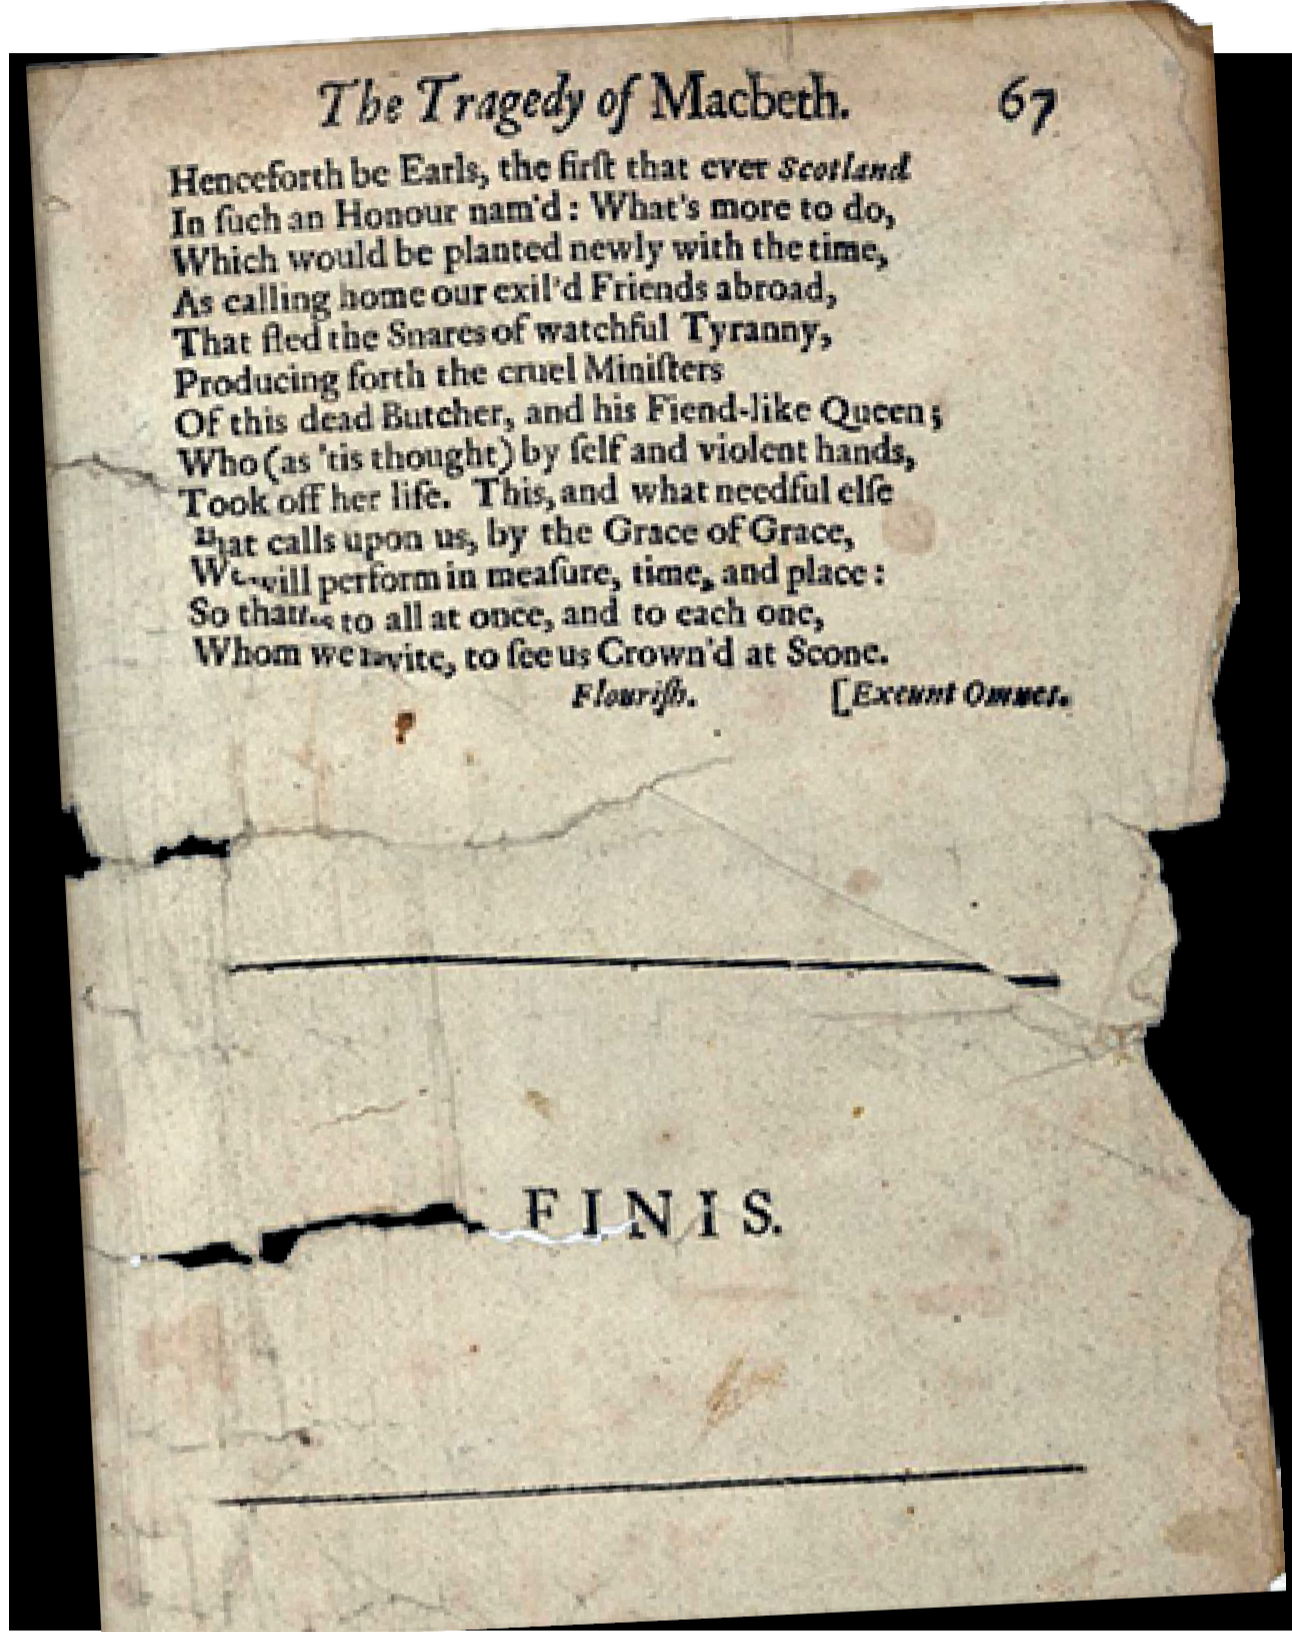 The Tragedy of Macbeth. 67
Henceforth be Earls, the firſt that ever Scotland
In ſuch an Honour nam'd: What's more to do,
Which would be planted newly with the time,
As calling home our exil'd Friends abroad,
That fled the Snares of watchful Tyranny,
Producing forth the cruel Miniſters
Of this dead Butcher, and his Fiend-like Queen;
Who (as 'tis thought) by ſelf and violent hands,
Took off her life. This, and what needful elſe
That calls upon us, by the Grace of Grace,
We will perform in meaſure, time, and place:
So thanks to all at once, and to each one,
Whom we invite, to ſee us Crown'd at Scone.
Flouriſh. [Exeunt Omnes.
FINIS.